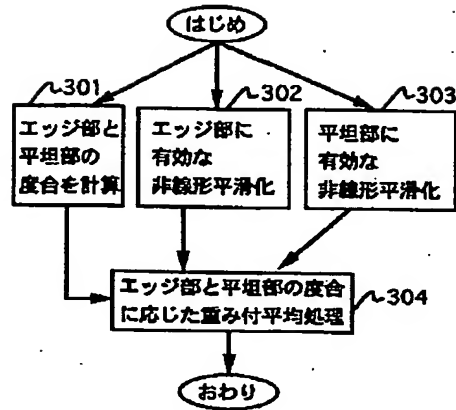 はじめ
301
エッジ部と
平坦部の
度合を計算
302
エッジ部に
有効な
非線形平滑化
303
平坦部に
有効な
非線形平滑化
エッジ部と平坦部の度合
に応じた重み付平均処理
304
おわり